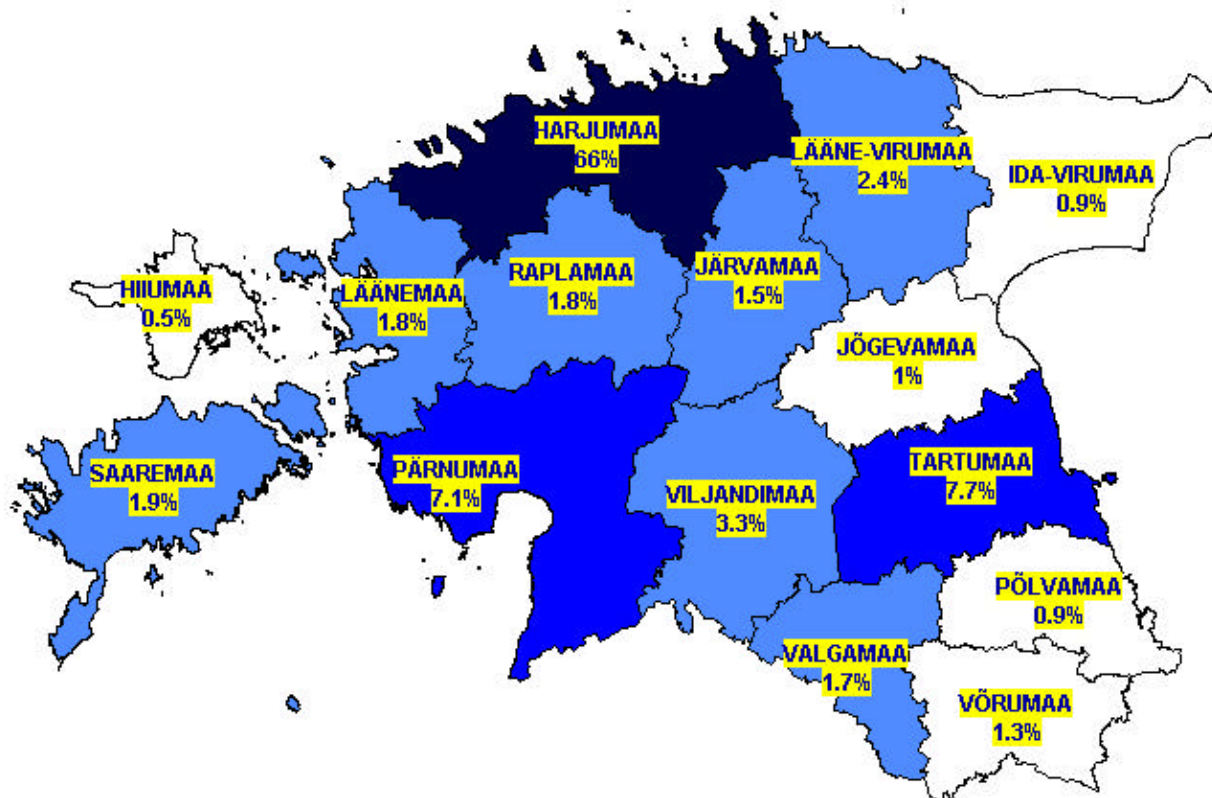 HARJUMAA
66%
LÄÄNE-VIRUMAA
2.4%
IDA-VIRUMAA
0.9%
HIIUMAA
0.5%
LÄÄNEMAA
1.8%
RAPLAMAA
1.8%
JÄRVAMAA
1.5%
JÕGEVAMAA
1%
SAAREMAA
1.9%
PÄRNUMAA
7.1%
VILJANDIMAA
3.3%
TARTUMAA
7.7%
PÕLVAMAA
0.9%
VALGAMAA
1.7%
VÕRUMAA
1.3%